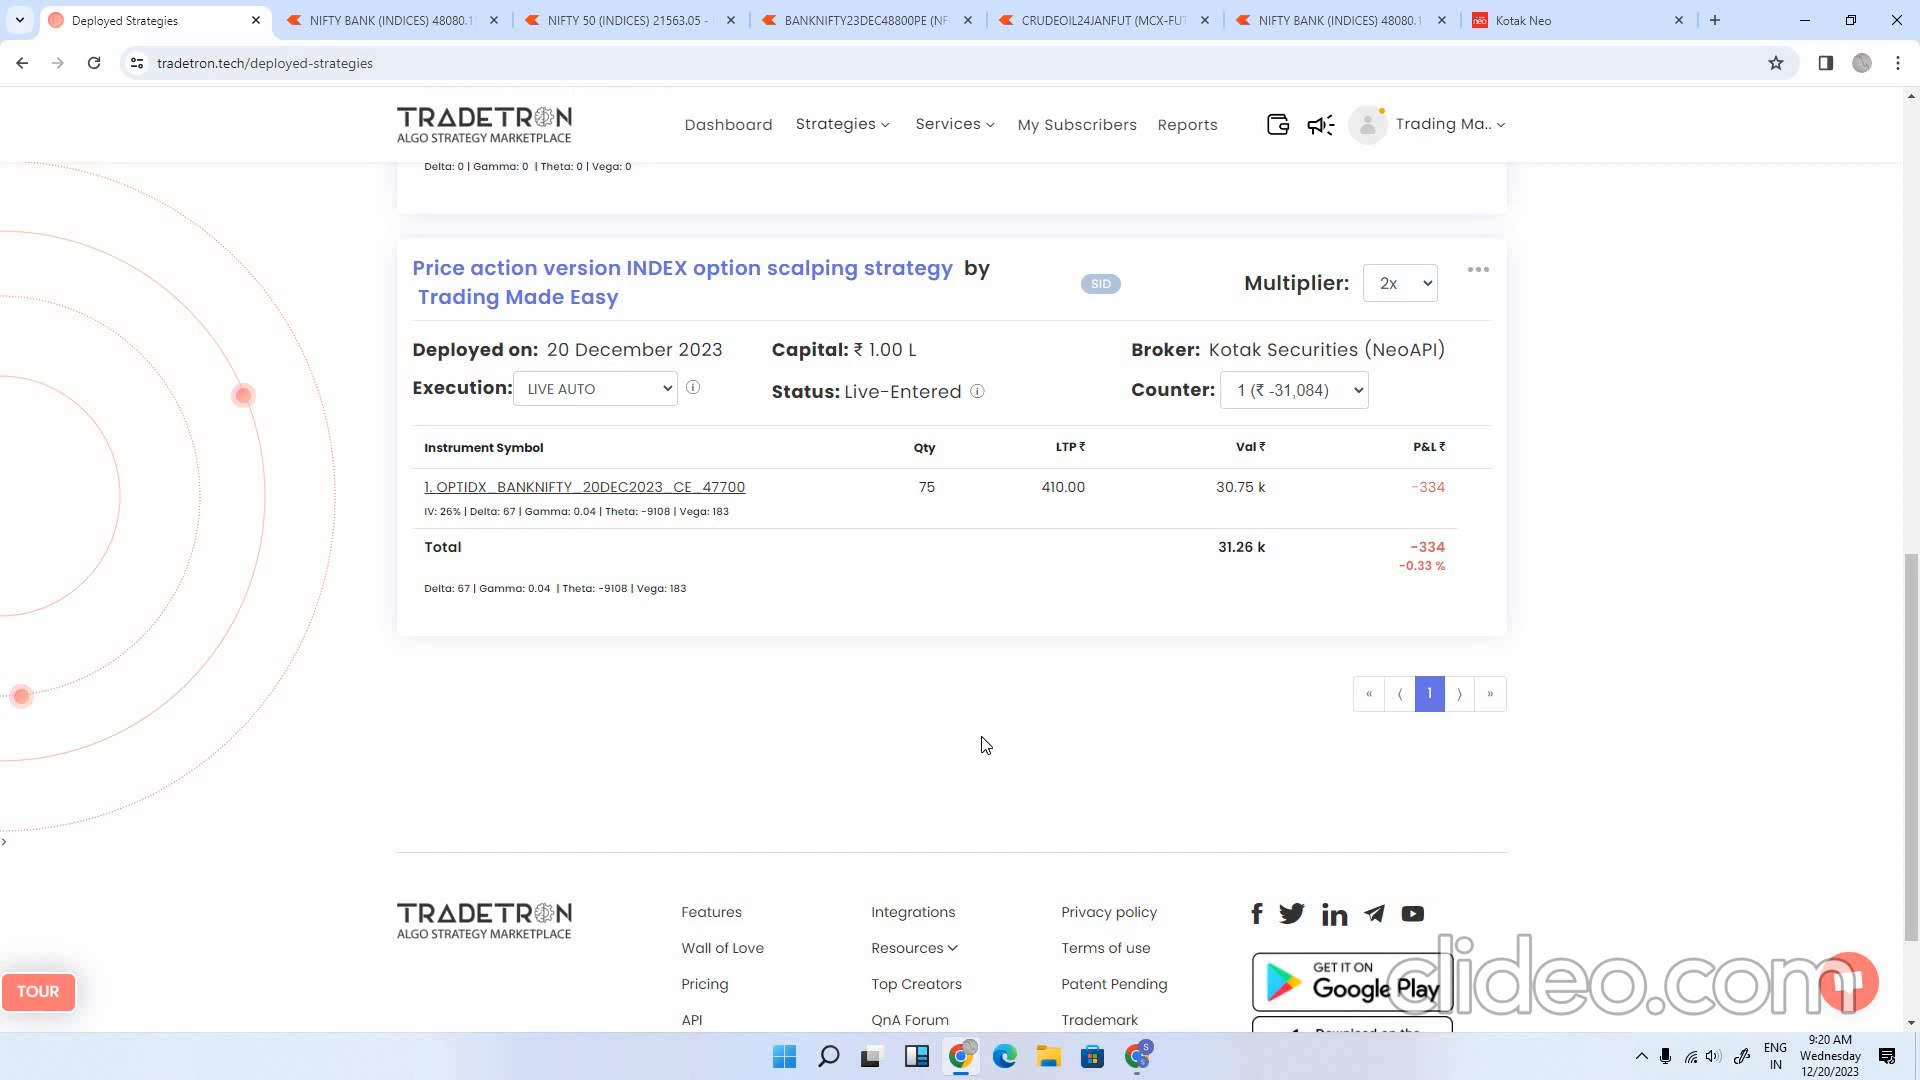 Deployed Strategies
NIFTY BANK (INDICES) 48080.1
NIFTY 50 (INDICES) 21563.05 -
BANKNIFTY23DEC48800PE (NF
CRUDEOIL24JANFUT (MCX-FUT
NIFTY BANK (INDICES) 48080.1
neo Kotak Neo
tradetron.tech/deployed-strategies
TRADETRON
ALGO STRATEGY MARKETPLACE
Dashboard Strategies Services My Subscribers Reports Trading Ma..
Delta: 0 | Gamma: 0 | Theta: 0 | Vega: 0
Price action version INDEX option scalping strategy by
Trading Made Easy
SID
Multiplier: 2x
Deployed on: 20 December 2023 Capital: ₹ 1.00 L Broker: Kotak Securities (NeoAPI)
Execution: LIVE AUTO Status: Live-Entered Counter: 1 (₹ -31,084)
Instrument Symbol Qty LTP ₹ Val ₹ P&L ₹
1. OPTIDX_BANKNIFTY_20DEC2023_CE_47700 75 410.00 30.75 k -334
IV: 26% | Delta: 67 | Gamma: 0.04 | Theta: -9108 | Vega: 183
Total 31.26 k -334
-0.33 %
Delta: 67 | Gamma: 0.04 | Theta: -9108 | Vega: 183
« ⟨ 1 ⟩ »
TRADETRON
ALGO STRATEGY MARKETPLACE
Features Integrations Privacy policy
Wall of Love Resources Terms of use
Pricing Top Creators Patent Pending
API QnA Forum Trademark
GET IT ON
Google Play
clideo.com
TOUR
ENG
IN
9:20 AM
Wednesday
12/20/2023